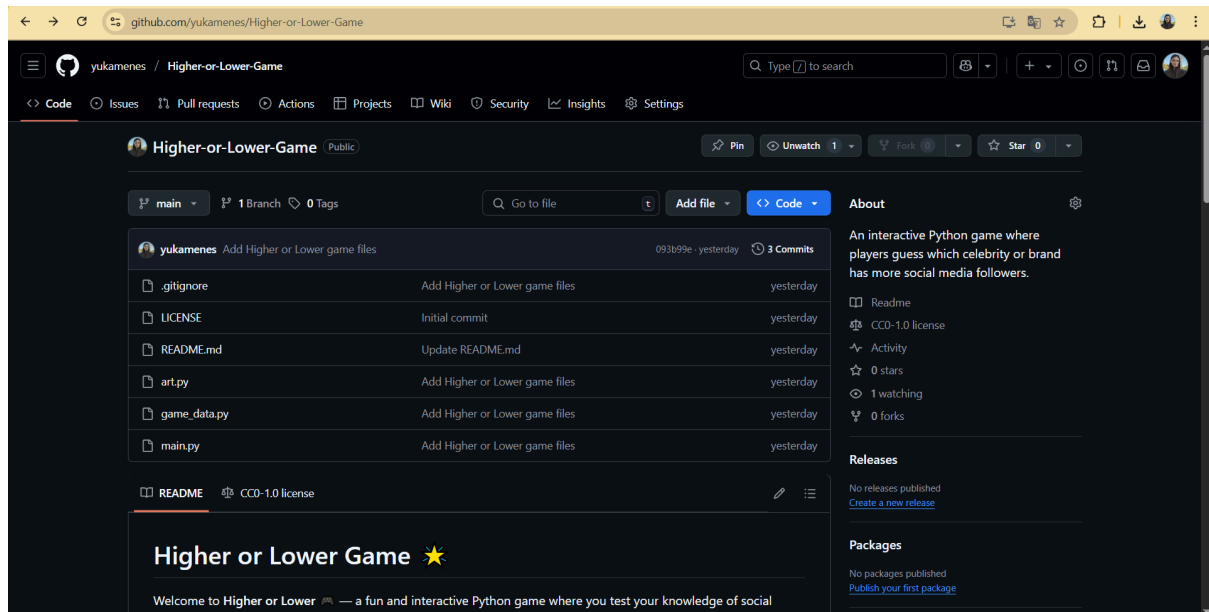 github.com/yukamenes/Higher-or-Lower-Game
yukamenes / Higher-or-Lower-Game
Type / to search
Code Issues Pull requests Actions Projects Wiki Security Insights Settings
Higher-or-Lower-Game Public
Pin Unwatch 1 Fork 0 Star 0
main 1 Branch 0 Tags Go to file t Add file Code
yukamenes Add Higher or Lower game files 093b99e · yesterday 3 Commits
.gitignore Add Higher or Lower game files yesterday
LICENSE Initial commit yesterday
README.md Update README.md yesterday
art.py Add Higher or Lower game files yesterday
game_data.py Add Higher or Lower game files yesterday
main.py Add Higher or Lower game files yesterday
README CC0-1.0 license
Higher or Lower Game 🌟
Welcome to Higher or Lower 🎮 — a fun and interactive Python game where you test your knowledge of social
About
An interactive Python game where
players guess which celebrity or brand
has more social media followers.
Readme
CC0-1.0 license
Activity
0 stars
1 watching
0 forks
Releases
No releases published
Create a new release
Packages
No packages published
Publish your first package